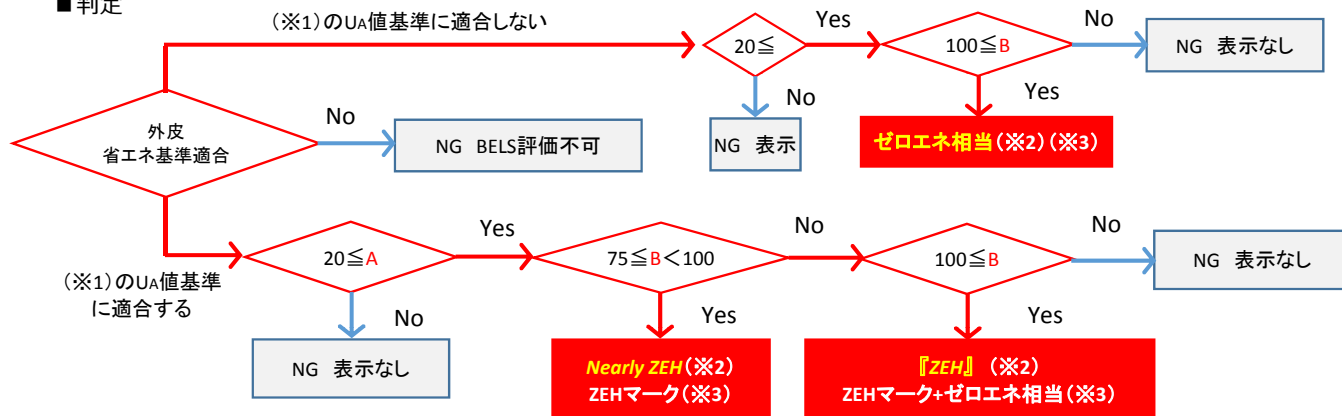 ■判定
(※1)のUA値基準に適合しない
20≦
Yes
100≦B
No
NG 表示なし
No
NG 表示
Yes
ゼロエネ相当(※2)(※3)
外皮
省エネ基準適合
No
NG BELS評価不可
(※1)のUA値基準
に適合する
20≦A
Yes
75≦B<100
No
100≦B
No
NG 表示なし
No
NG 表示なし
Yes
Nearly ZEH(※2)
ZEHマーク(※3)
Yes
『ZEH』 (※2)
ZEHマーク+ゼロエネ相当(※3)